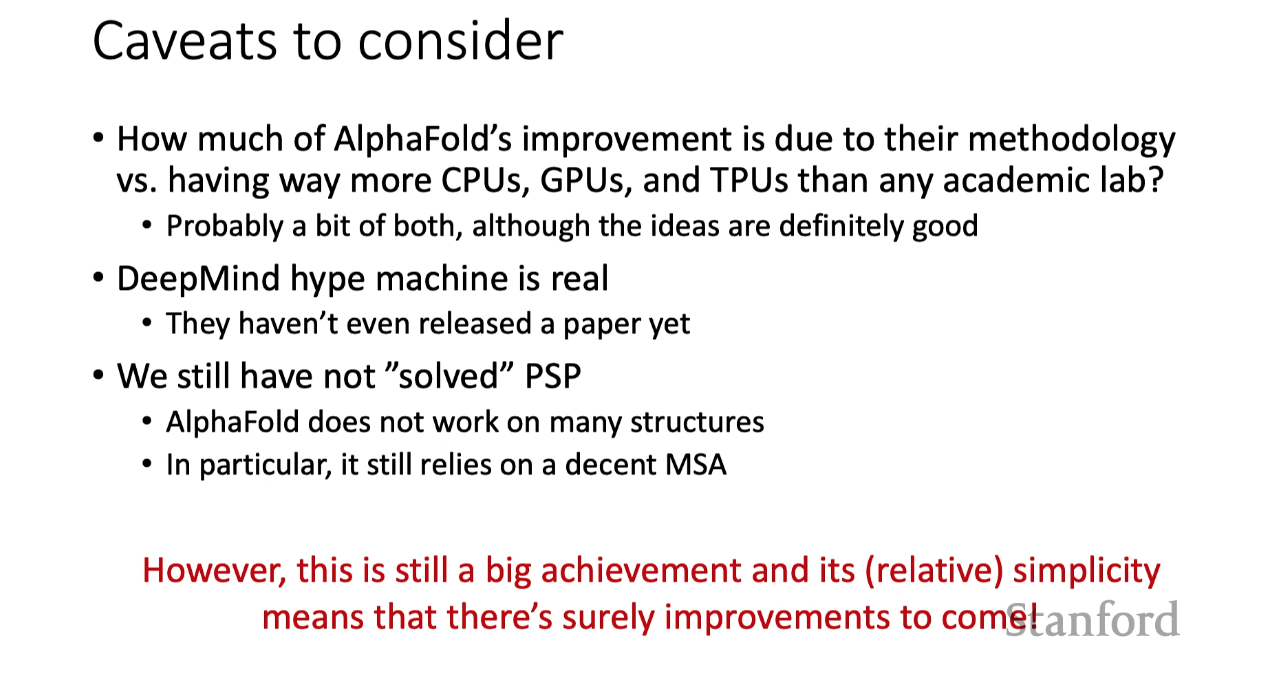 Caveats to consider
• How much of AlphaFold’s improvement is due to their methodology
vs. having way more CPUs, GPUs, and TPUs than any academic lab?
• Probably a bit of both, although the ideas are definitely good
• DeepMind hype machine is real
• They haven’t even released a paper yet
• We still have not ”solved” PSP
• AlphaFold does not work on many structures
• In particular, it still relies on a decent MSA
However, this is still a big achievement and its (relative) simplicity
means that there’s surely improvements to come!
Stanford